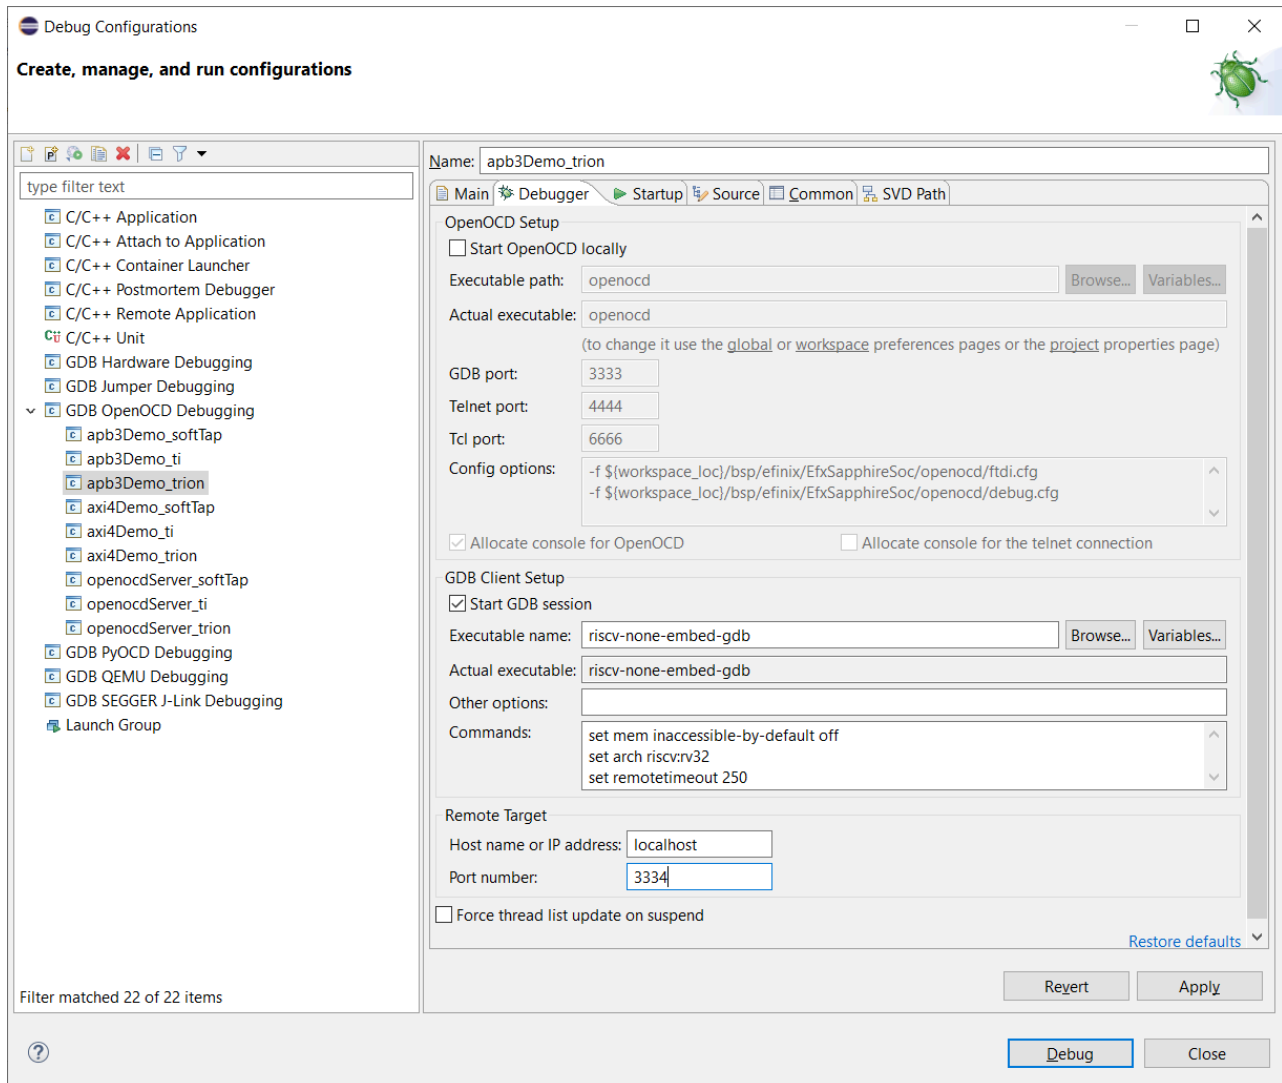 Debug Configurations
Create, manage, and run configurations
type filter text
C/C++ Application
C/C++ Attach to Application
C/C++ Container Launcher
C/C++ Postmortem Debugger
C/C++ Remote Application
C/C++ Unit
GDB Hardware Debugging
GDB Jumper Debugging
GDB OpenOCD Debugging
apb3Demo_softTap
apb3Demo_ti
apb3Demo_trion
axi4Demo_softTap
axi4Demo_ti
axi4Demo_trion
openocdServer_softTap
openocdServer_ti
openocdServer_trion
GDB PyOCD Debugging
GDB QEMU Debugging
GDB SEGGER J-Link Debugging
Launch Group
Filter matched 22 of 22 items
Name: apb3Demo_trion
Main Debugger Startup Source Common SVD Path
OpenOCD Setup
Start OpenOCD locally
Executable path: openocd Browse... Variables...
Actual executable: openocd
(to change it use the global or workspace preferences pages or the project properties page)
GDB port: 3333
Telnet port: 4444
Tcl port: 6666
Config options: -f ${workspace_loc}/bsp/efinix/EfxSapphireSoc/openocd/ftdi.cfg
-f ${workspace_loc}/bsp/efinix/EfxSapphireSoc/openocd/debug.cfg
Allocate console for OpenOCD Allocate console for the telnet connection
GDB Client Setup
Start GDB session
Executable name: riscv-none-embed-gdb Browse... Variables...
Actual executable: riscv-none-embed-gdb
Other options:
Commands: set mem inaccessible-by-default off
set arch riscv:rv32
set remotetimeout 250
Remote Target
Host name or IP address: localhost
Port number: 3334
Force thread list update on suspend
Restore defaults
Revert Apply
Debug Close